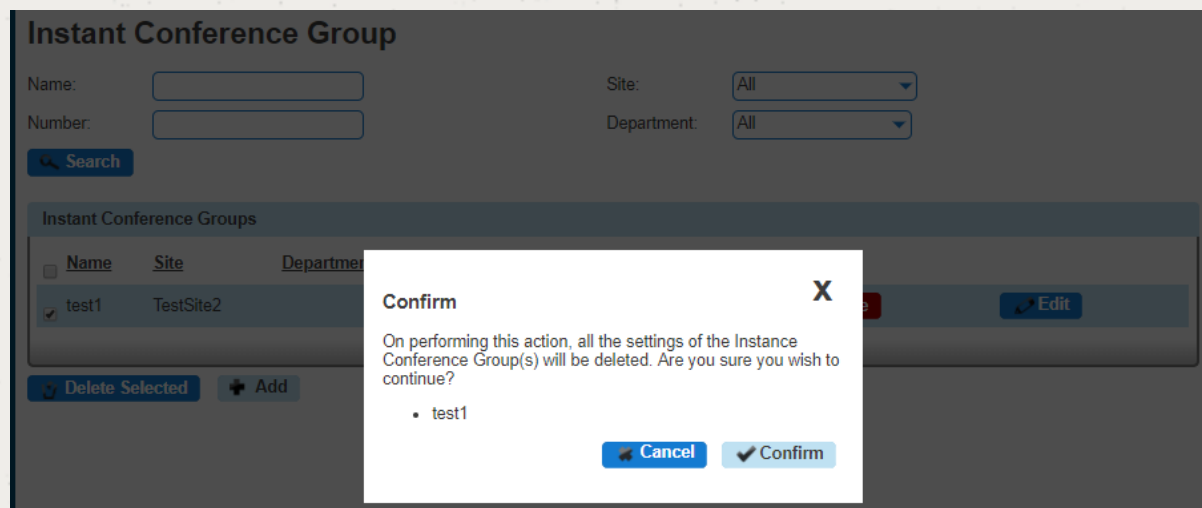 Instant Conference Group
Name: Site: All
Number: Department: All
Search
Instant Conference Groups
Name Site Departmen
test1 TestSite2 e Edit
Delete Selected Add
Confirm X
On performing this action, all the settings of the Instance
Conference Group(s) will be deleted. Are you sure you wish to
continue?
• test1
Cancel Confirm